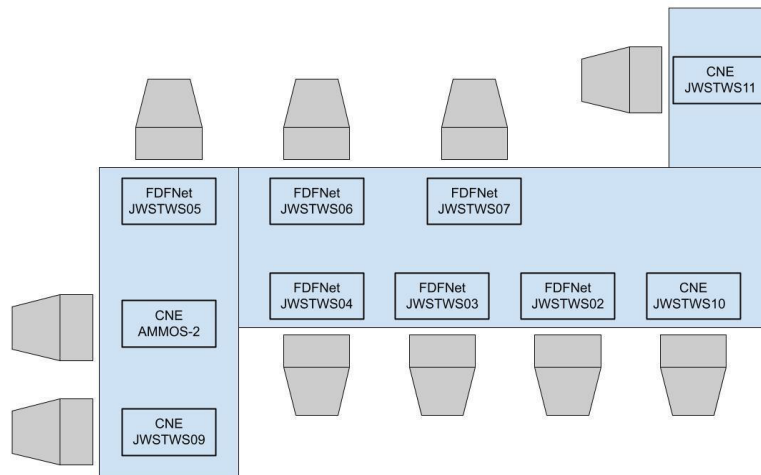 CNE
JWSTWS11
FDFNet
JWSTWS05
FDFNet
JWSTWS06
FDFNet
JWSTWS07
FDFNet
JWSTWS04
FDFNet
JWSTWS03
FDFNet
JWSTWS02
CNE
JWSTWS10
CNE
AMMOS-2
CNE
JWSTWS09